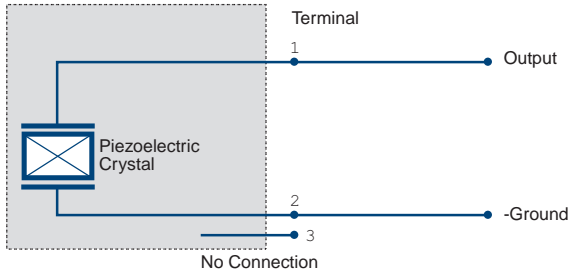 Terminal
1
Output
Piezoelectric
Crystal
2
-Ground
3
No Connection